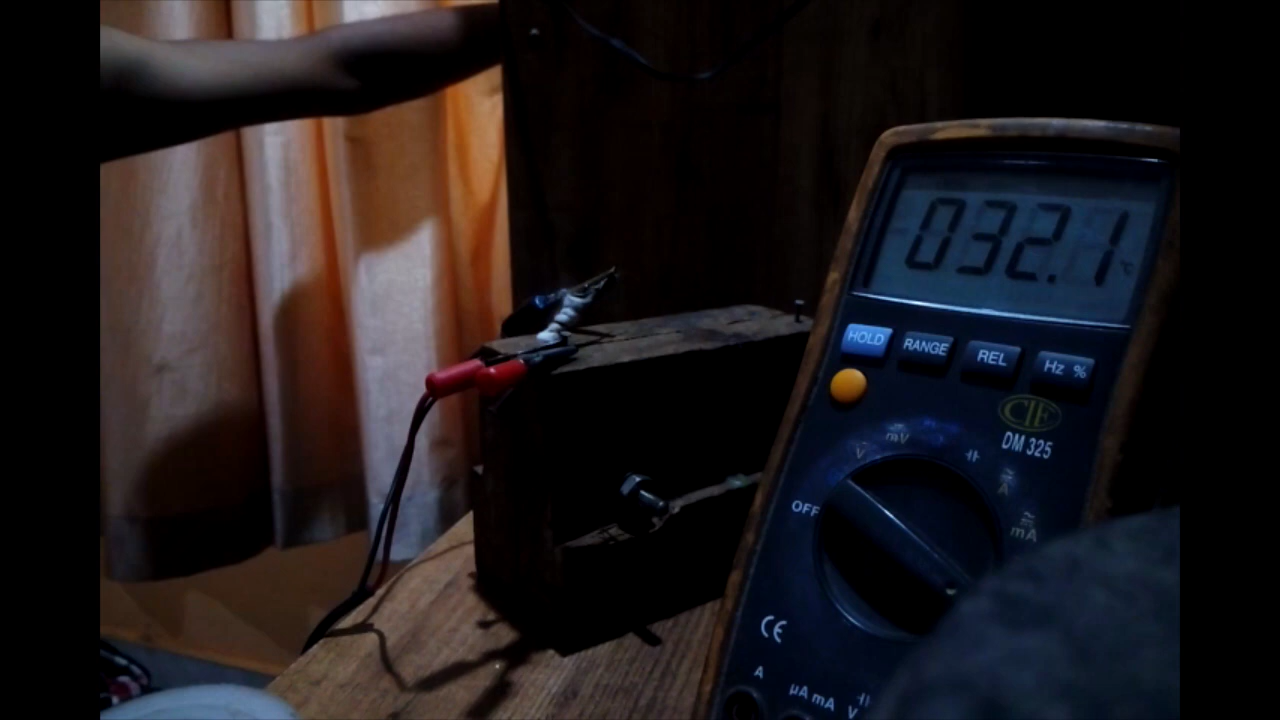 032.1
°C
HOLD RANGE REL Hz %
CIE
DM 325
mV
V
A
OFF
mA
CE
A
µA mA
V